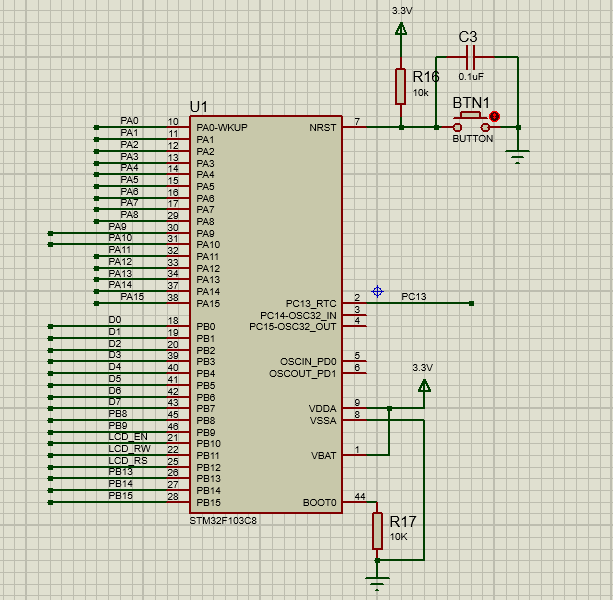 3.3V
C3
0.1uF
R16
10k
BTN1
BUTTON
U1
PA0 10 PA0-WKUP NRST 7
PA1 11 PA1
PA2 12 PA2
PA3 13 PA3
PA4 14 PA4
PA5 15 PA5
PA6 16 PA6
PA7 17 PA7
PA8 29 PA8
PA9 30 PA9
PA10 31 PA10
PA11 32 PA11
PA12 33 PA12
PA13 34 PA13
PA14 37 PA14
PA15 38 PA15 PC13_RTC 2 PC13
PC14-OSC32_IN 3
D0 18 PB0 PC15-OSC32_OUT 4
D1 19 PB1
D2 20 PB2
D3 39 PB3 OSCIN_PD0 5
D4 40 PB4 OSCOUT_PD1 6
3.3V
D5 41 PB5
D6 42 PB6
D7 43 PB7 VDDA 9
PB8 45 PB8 VSSA 8
PB9 46 PB9
LCD_EN 21 PB10
LCD_RW 22 PB11 VBAT 1
LCD_RS 25 PB12
PB13 26 PB13
PB14 27 PB14
PB15 28 PB15 BOOT0 44
STM32F103C8
R17
10K